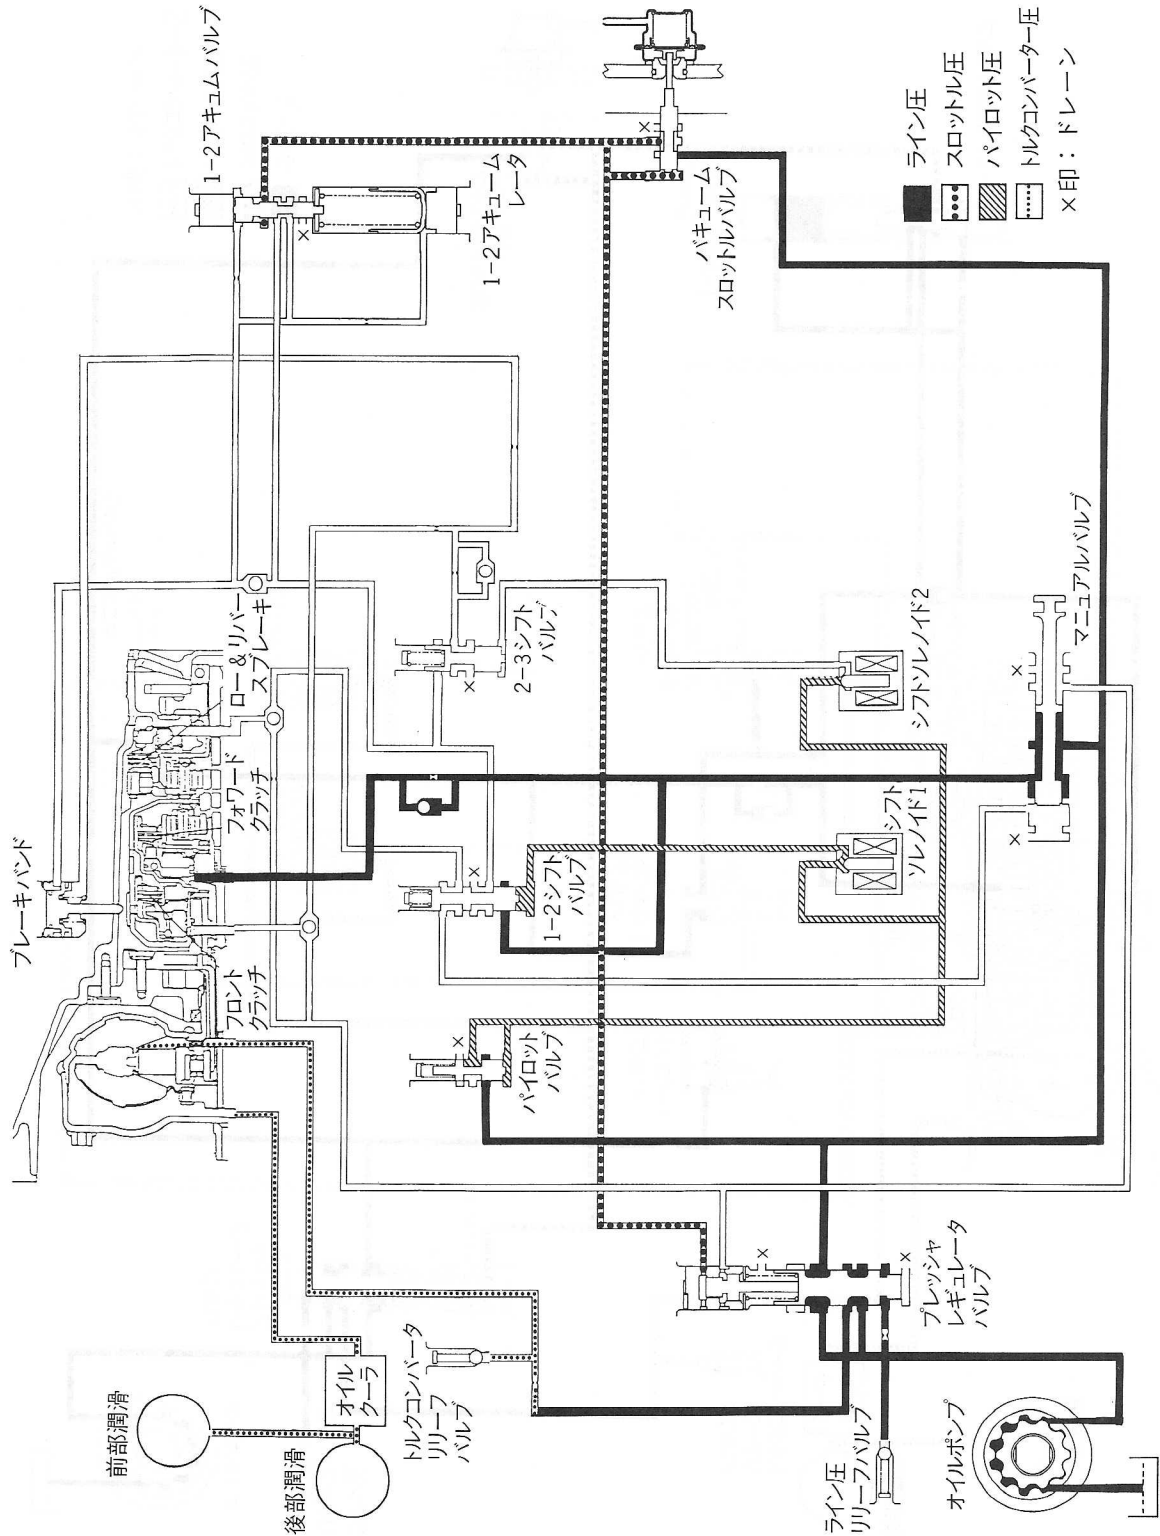 ブレーキバンド
フロント
クラッチ
フォワード
クラッチ
ロー&リバー
スブレーキ
1-2アキュムバルブ
1-2アキューム
レータ
前部潤滑
後部潤滑
オイル
クーラ
トルクコンバータ
リリーフ
バルブ
パイロット
バルブ
1-2シフト
バルブ
2-3シフト
バルブ
バキューム
スロットルバルブ
シフト
ソレノイド1
シフトソレノイド2
マニュアルバルブ
ライン圧
リリーフバルブ
プレッシャ
レギュレータ
バルブ
オイルポンプ
ライン圧
スロットル圧
パイロット圧
トルクコンバーター圧
×印：ドレーン
×
×
×
×
×
×
×
×
×